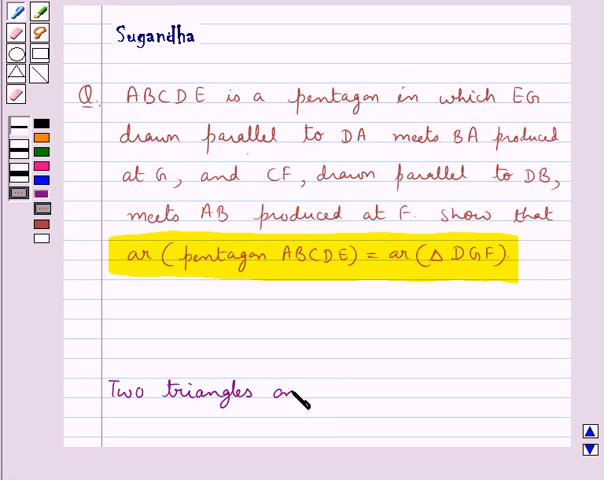 Sugandha
Q. ABCDE is a pentagon in which EG
drawn parallel to DA meets BA produced
at G, and CF, drawn parallel to DB,
meets AB produced at F. show that
ar (pentagon ABCDE) = ar (△ DGF).
Two triangles on